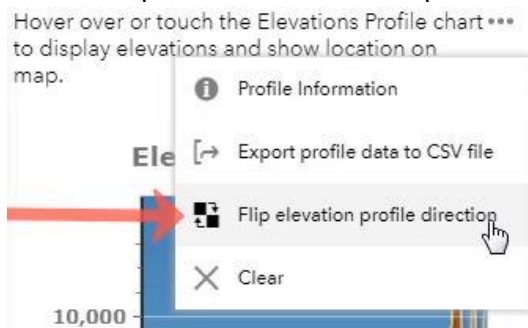 Hover over or touch the Elevations Profile chart •••
to display elevations and show location on
map.
Profile Information
Ele
Export profile data to CSV file
Flip elevation profile direction
Clear
10,000